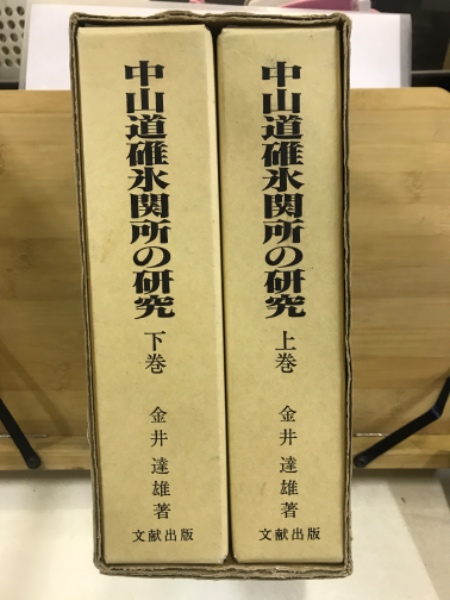 中山道碓氷関所の研究
上巻
金井達雄著
文献出版
中山道碓氷関所の研究
下巻
金井達雄著
文献出版